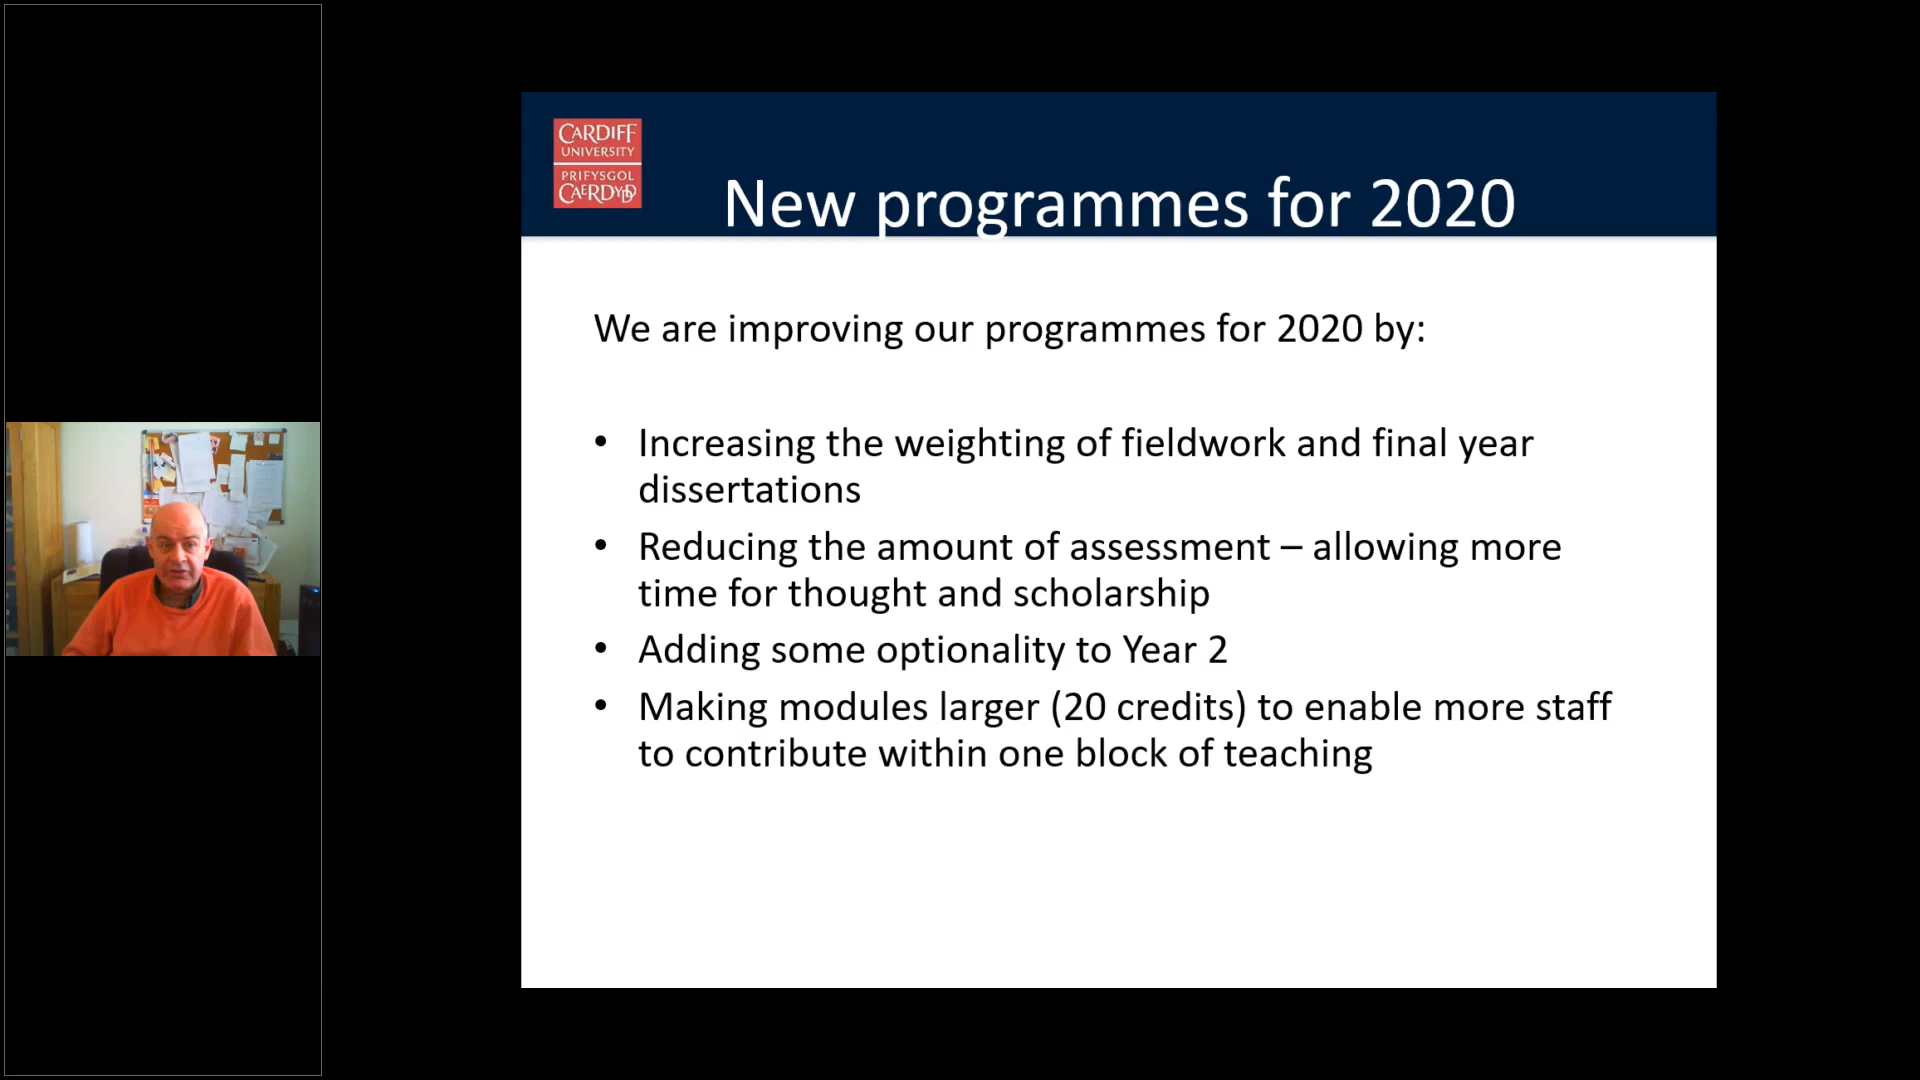 CARDIFF
UNIVERSITY
PRIFYSGOL
CAERDYDD
New programmes for 2020
We are improving our programmes for 2020 by:
• Increasing the weighting of fieldwork and final year
dissertations
• Reducing the amount of assessment – allowing more
time for thought and scholarship
• Adding some optionality to Year 2
• Making modules larger (20 credits) to enable more staff
to contribute within one block of teaching